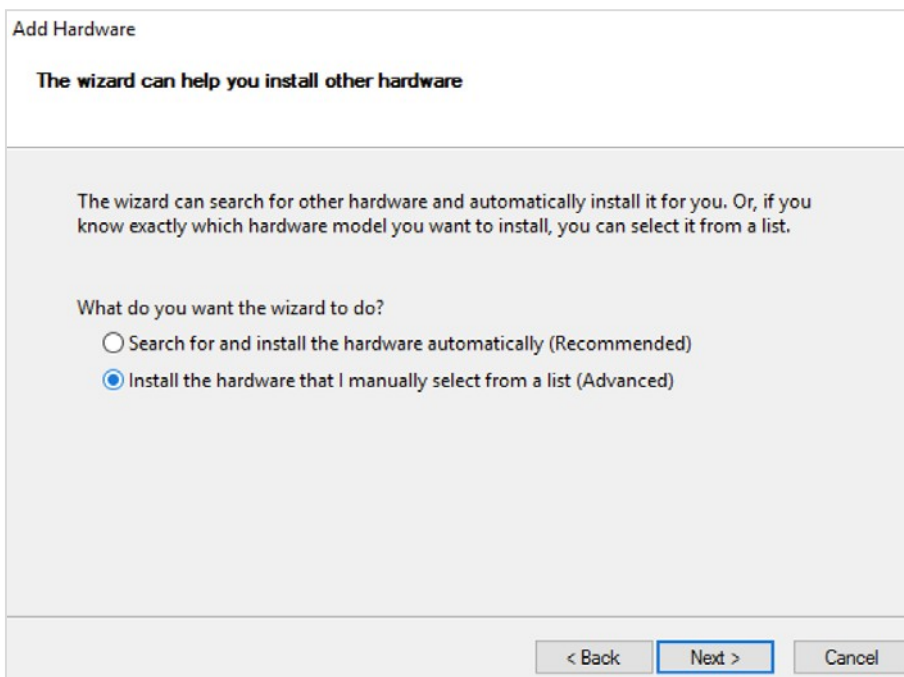 Add Hardware
The wizard can help you install other hardware
The wizard can search for other hardware and automatically install it for you. Or, if you
know exactly which hardware model you want to install, you can select it from a list.
What do you want the wizard to do?
Search for and install the hardware automatically (Recommended)
Install the hardware that I manually select from a list (Advanced)
< Back Next > Cancel